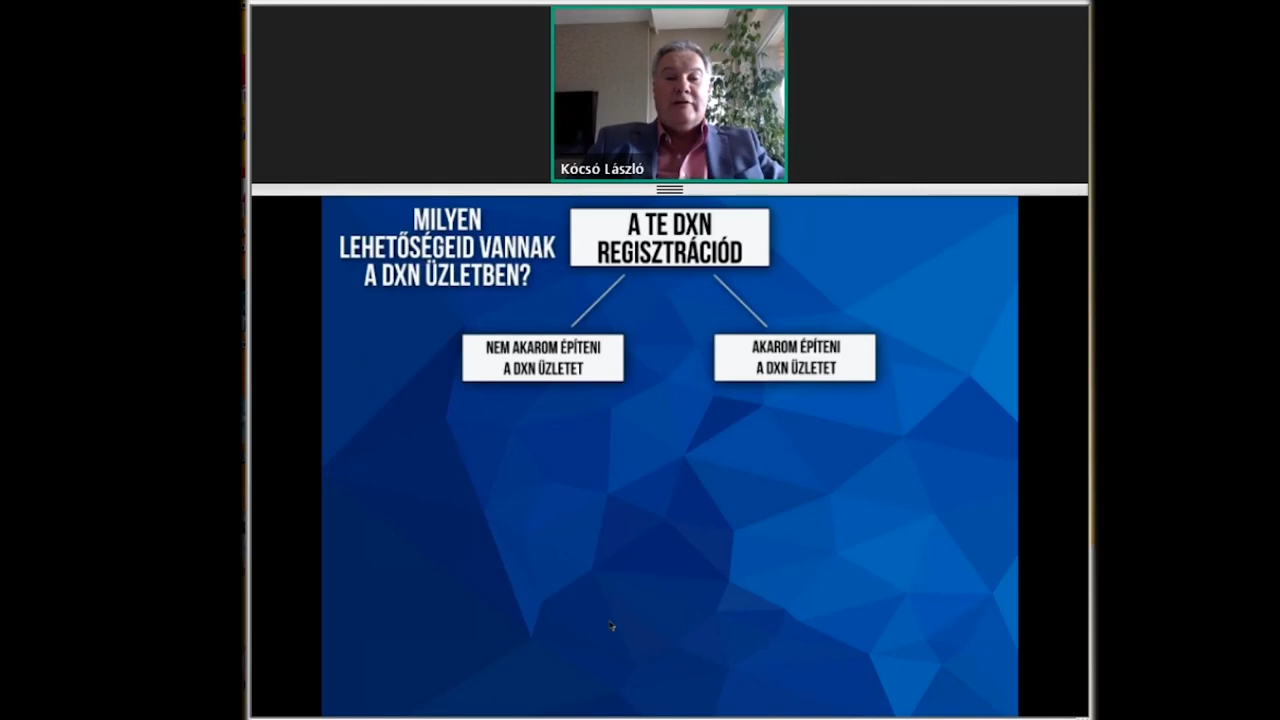 Kócsó László
MILYEN
LEHETŐSÉGEID VANNAK
A DXN ÜZLETBEN?
A TE DXN
REGISZTRÁCIÓD
NEM AKAROM ÉPÍTENI
A DXN ÜZLETET
AKAROM ÉPÍTENI
A DXN ÜZLETET